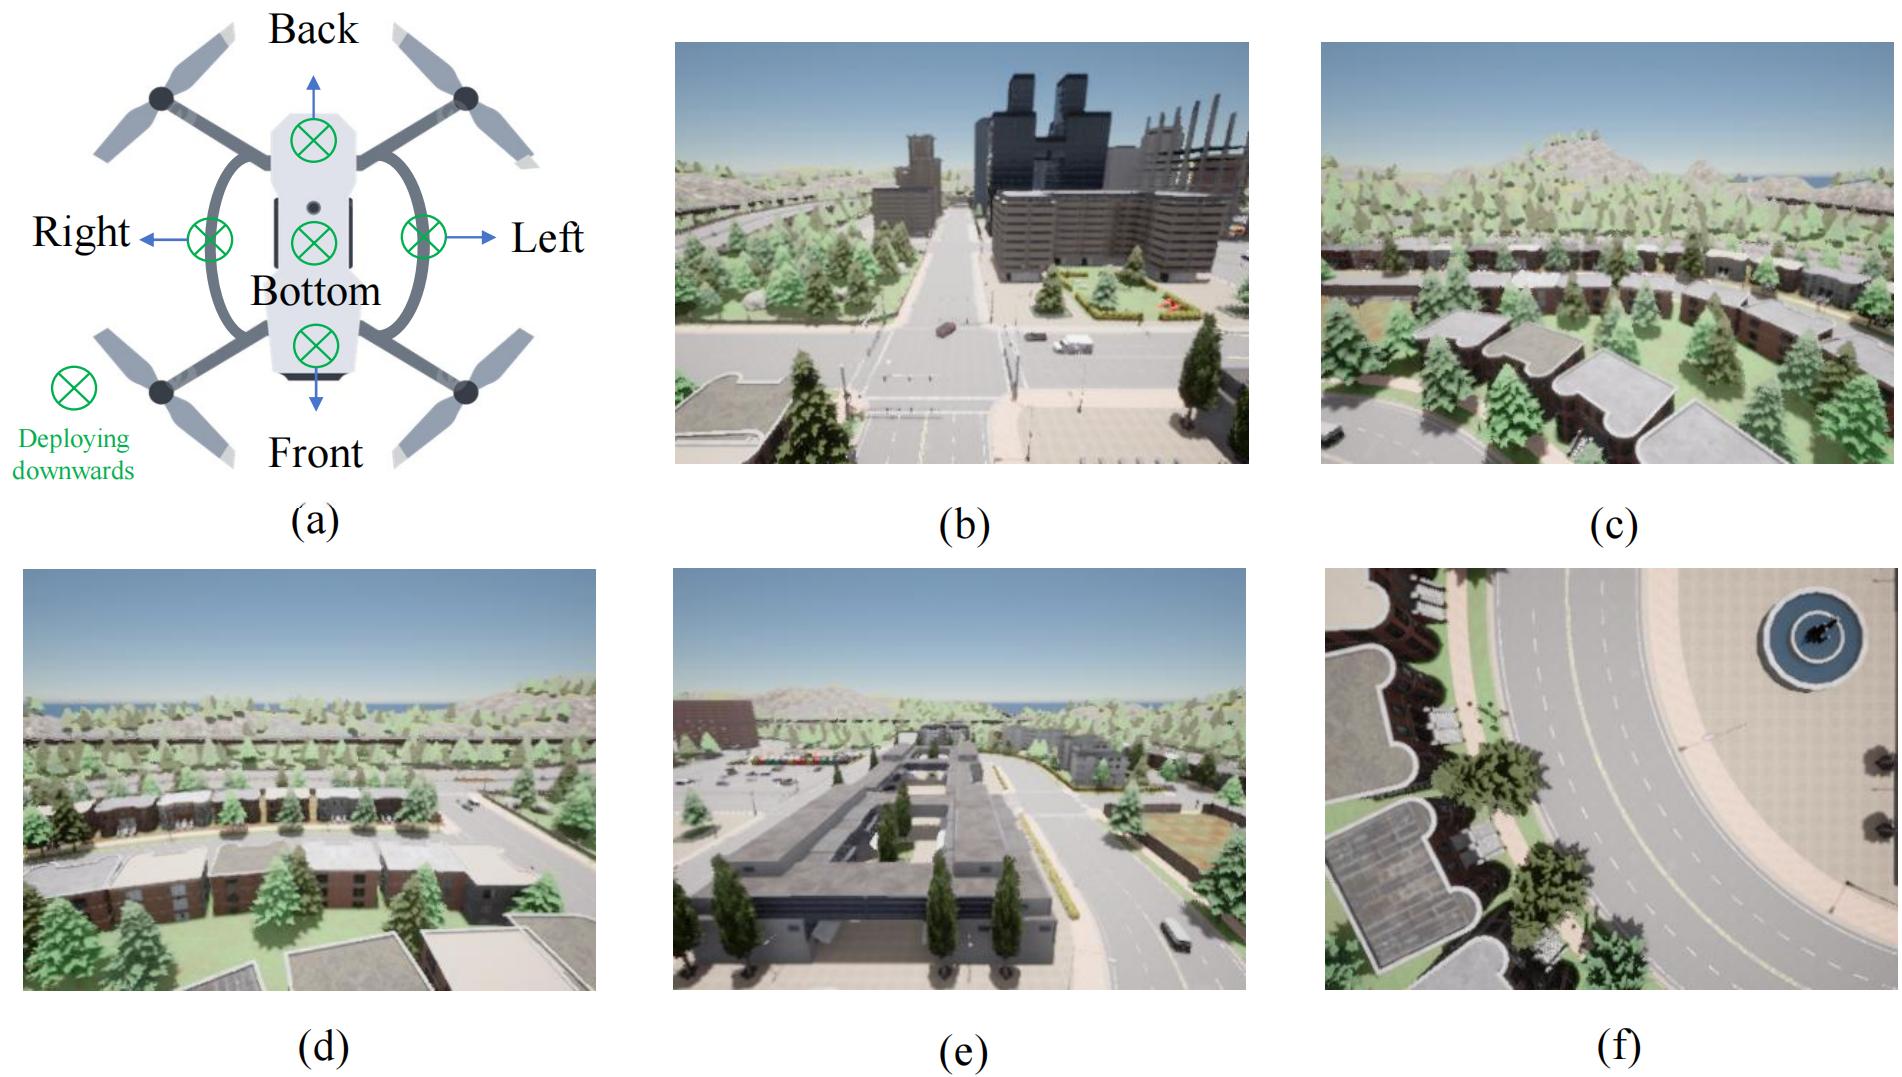 Back
Right
Left
Bottom
Front
Deploying
downwards
(a)
(b)
(c)
(d)
(e)
(f)